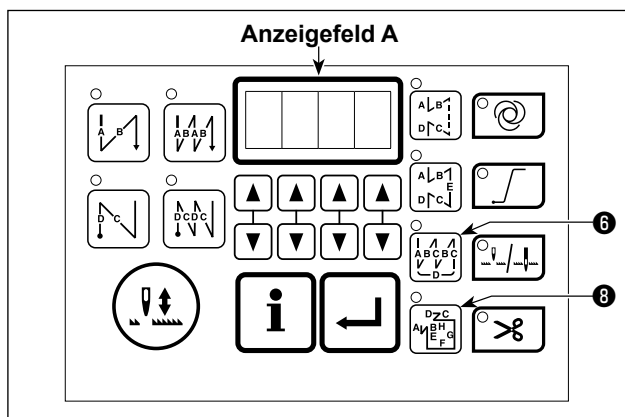 Anzeigefeld A
A B
A B A B
A B
D C
A B
E
D C
D C
D C D C
A B C B C
D
6
i
D Z C
A B H
E G
F
8